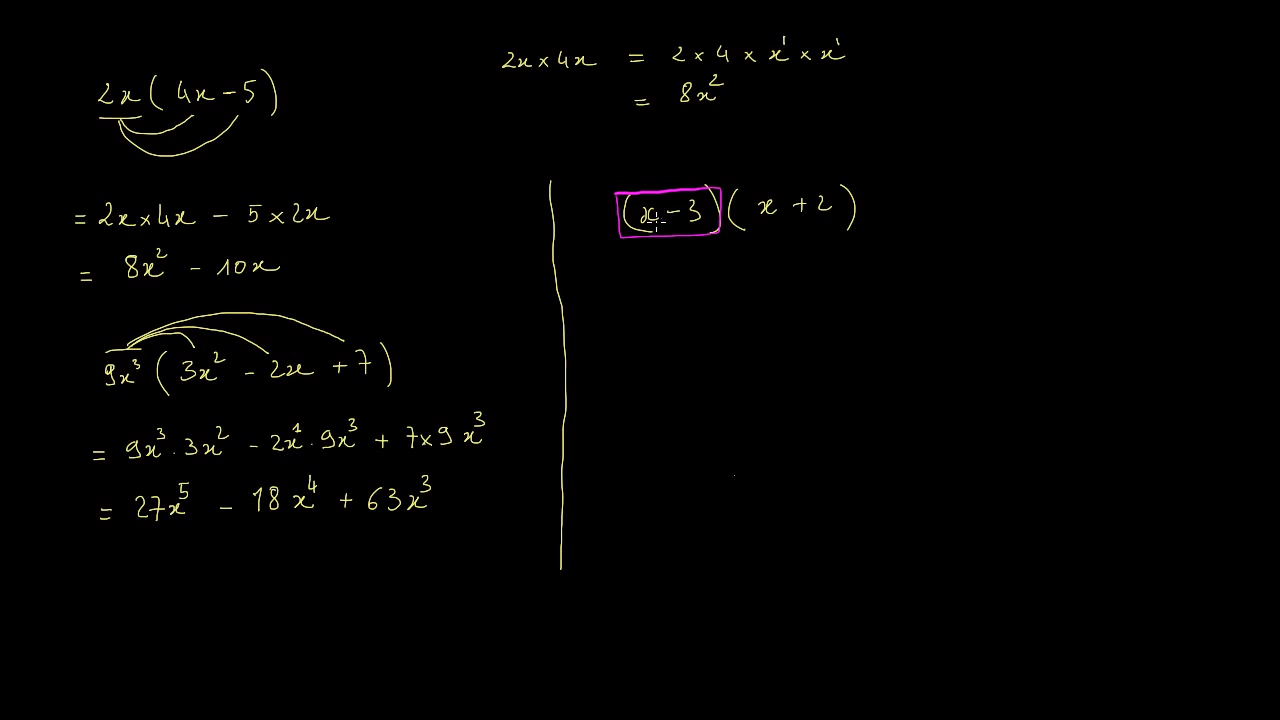 2x(4x-5)
= 2x×4x - 5×2x
= 8x² - 10x
9x³(3x² - 2x + 7)
= 9x³·3x² - 2x¹·9x³ + 7×9x³
= 27x⁵ - 18x⁴ + 63x³
2x×4x = 2×4×x¹×x¹
= 8x²
(x-3)(x+2)